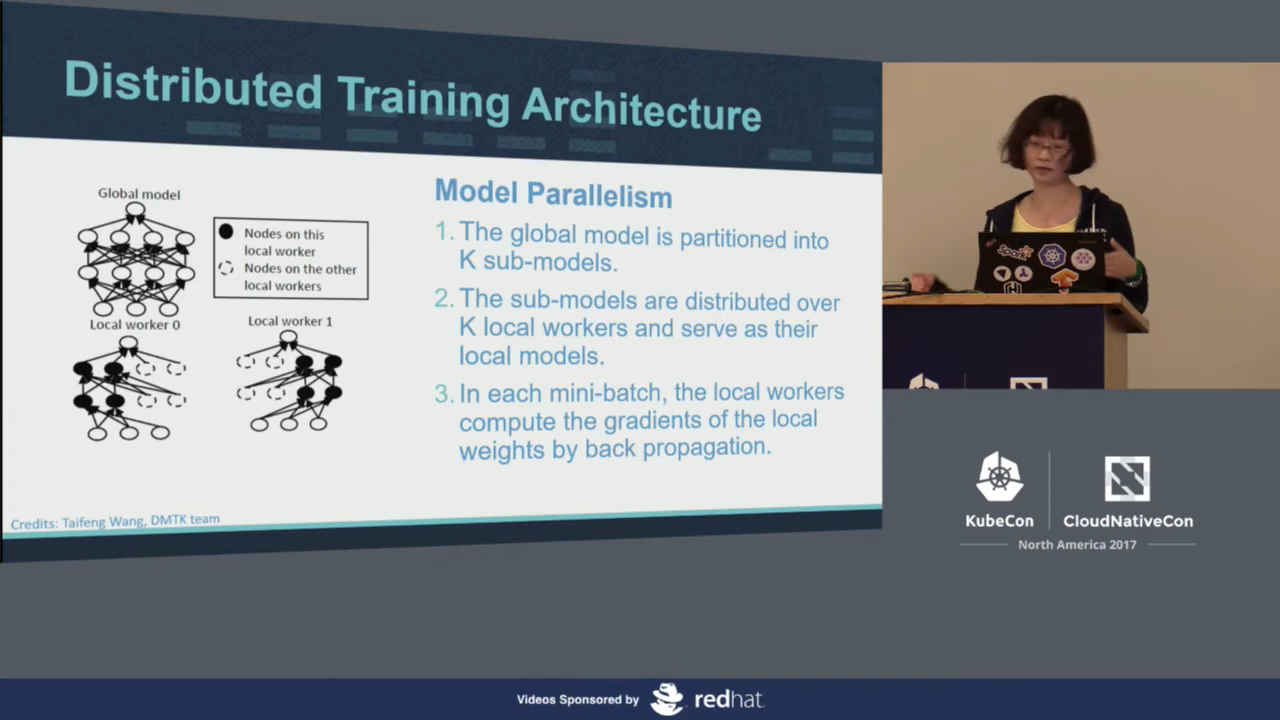 Distributed Training Architecture
Global model
Nodes on this
local worker
Nodes on the other
local workers
Local worker 0
Local worker 1
Model Parallelism
1. The global model is partitioned into
K sub-models.
2. The sub-models are distributed over
K local workers and serve as their
local models.
3. In each mini-batch, the local workers
compute the gradients of the local
weights by back propagation.
Credits: Taifeng Wang, DMTK team
Spark
KubeCon
CloudNativeCon
North America 2017
Videos Sponsored by
redhat.